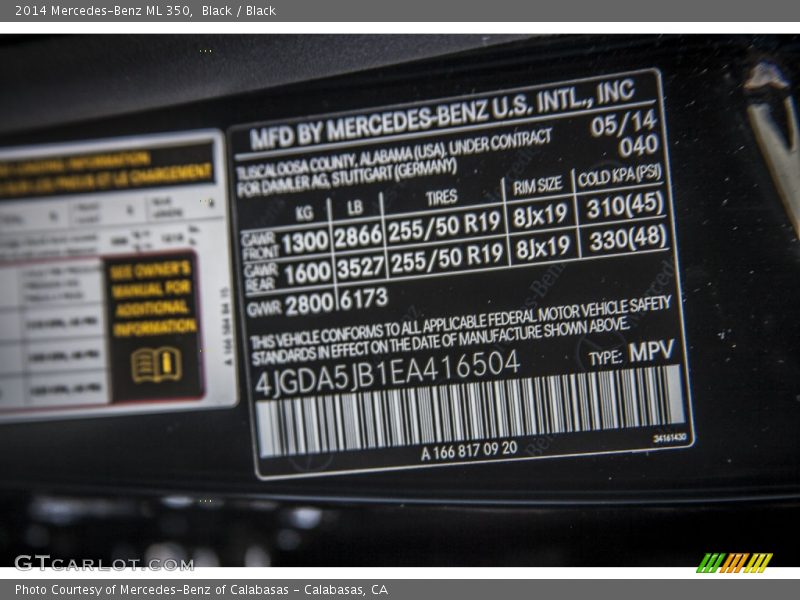 2014 Mercedes-Benz ML 350, Black / Black
MFD BY MERCEDES-BENZ U.S. INTL., INC
TUSCALOOSA COUNTY, ALABAMA (USA), UNDER CONTRACT
FOR DAIMLER AG, STUTTGART (GERMANY)
05/14
040
KG LB TIRES RIM SIZE COLD KPA (PSI)
GAWR FRONT 1300 2866 255/50 R19 8Jx19 310(45)
GAWR REAR 1600 3527 255/50 R19 8Jx19 330(48)
GVWR 2800 6173
THIS VEHICLE CONFORMS TO ALL APPLICABLE FEDERAL MOTOR VEHICLE SAFETY
STANDARDS IN EFFECT ON THE DATE OF MANUFACTURE SHOWN ABOVE.
4JGDA5JB1EA416504 TYPE: MPV
A 166 817 09 20
34161430
SEE OWNER'S
MANUAL FOR
ADDITIONAL
INFORMATION
GTCARLOT.COM
Photo Courtesy of Mercedes-Benz of Calabasas - Calabasas, CA